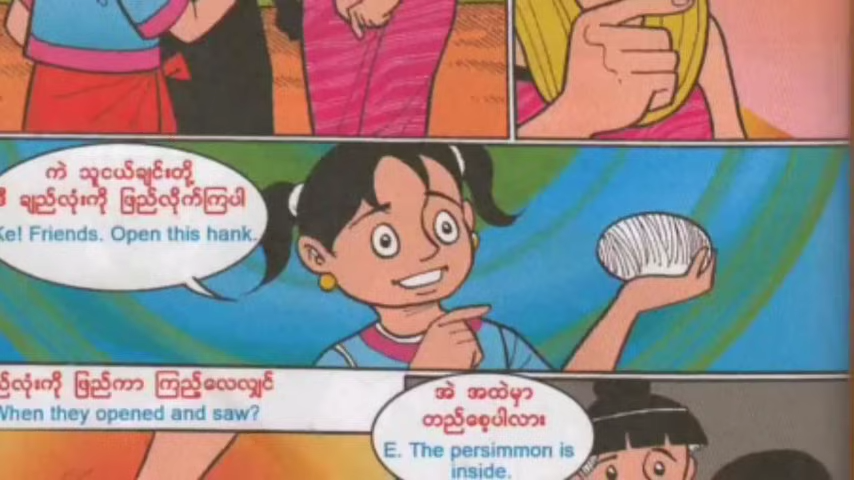 ကဲ သူငယ်ချင်းတို့
ဒီ ချည်လုံးကို ဖြည်လိုက်ကြပါ
Ke! Friends. Open this hank.
ည်လုံးကို ဖြည်ကာ ကြည့်လေလျှင်
When they opened and saw?
အဲ အထဲမှာ
တည်စေ့ပါလား
E. The persimmon is
inside.